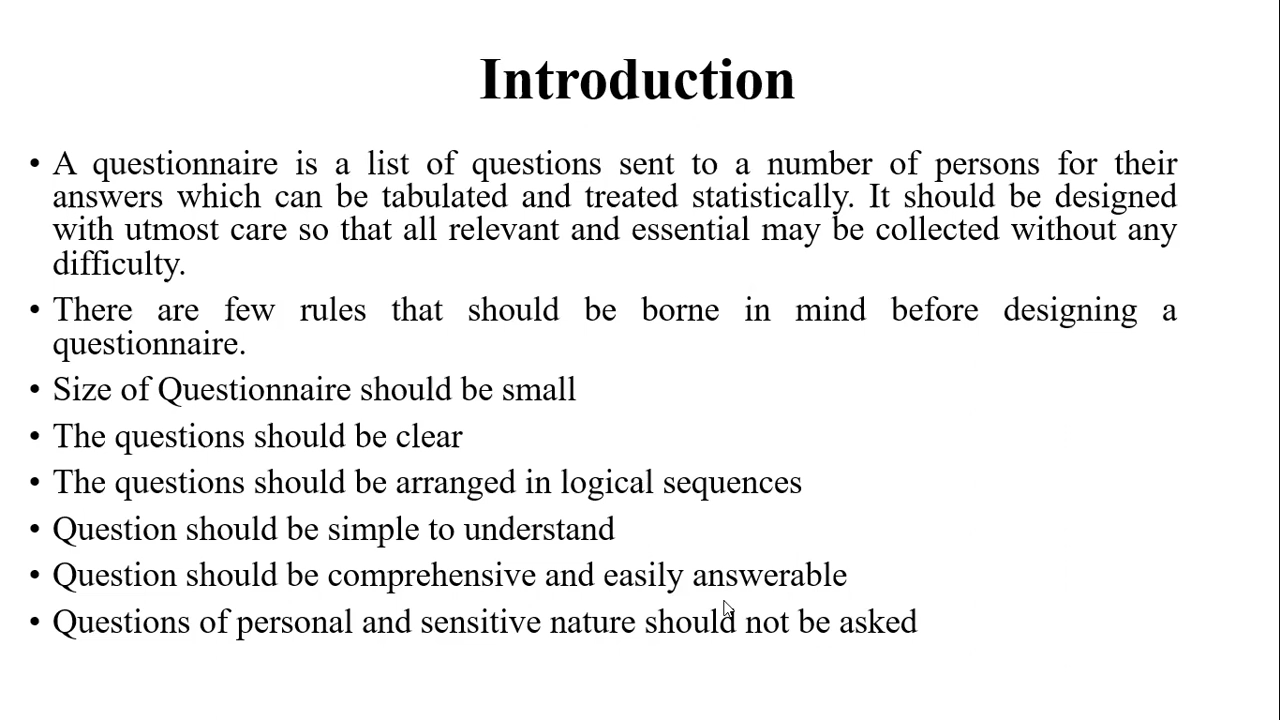 Introduction
• A questionnaire is a list of questions sent to a number of persons for their
answers which can be tabulated and treated statistically. It should be designed
with utmost care so that all relevant and essential may be collected without any
difficulty.
• There are few rules that should be borne in mind before designing a
questionnaire.
• Size of Questionnaire should be small
• The questions should be clear
• The questions should be arranged in logical sequences
• Question should be simple to understand
• Question should be comprehensive and easily answerable
• Questions of personal and sensitive nature should not be asked